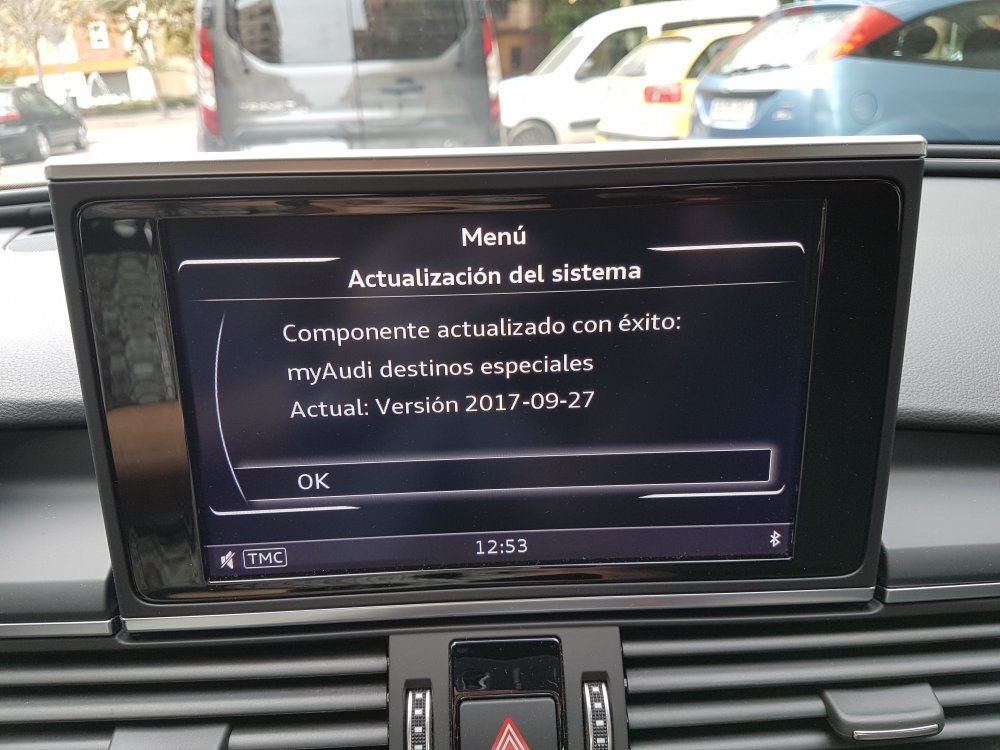 Menú
Actualización del sistema
Componente actualizado con éxito:
myAudi destinos especiales
Actual: Versión 2017-09-27
OK
TMC
12:53